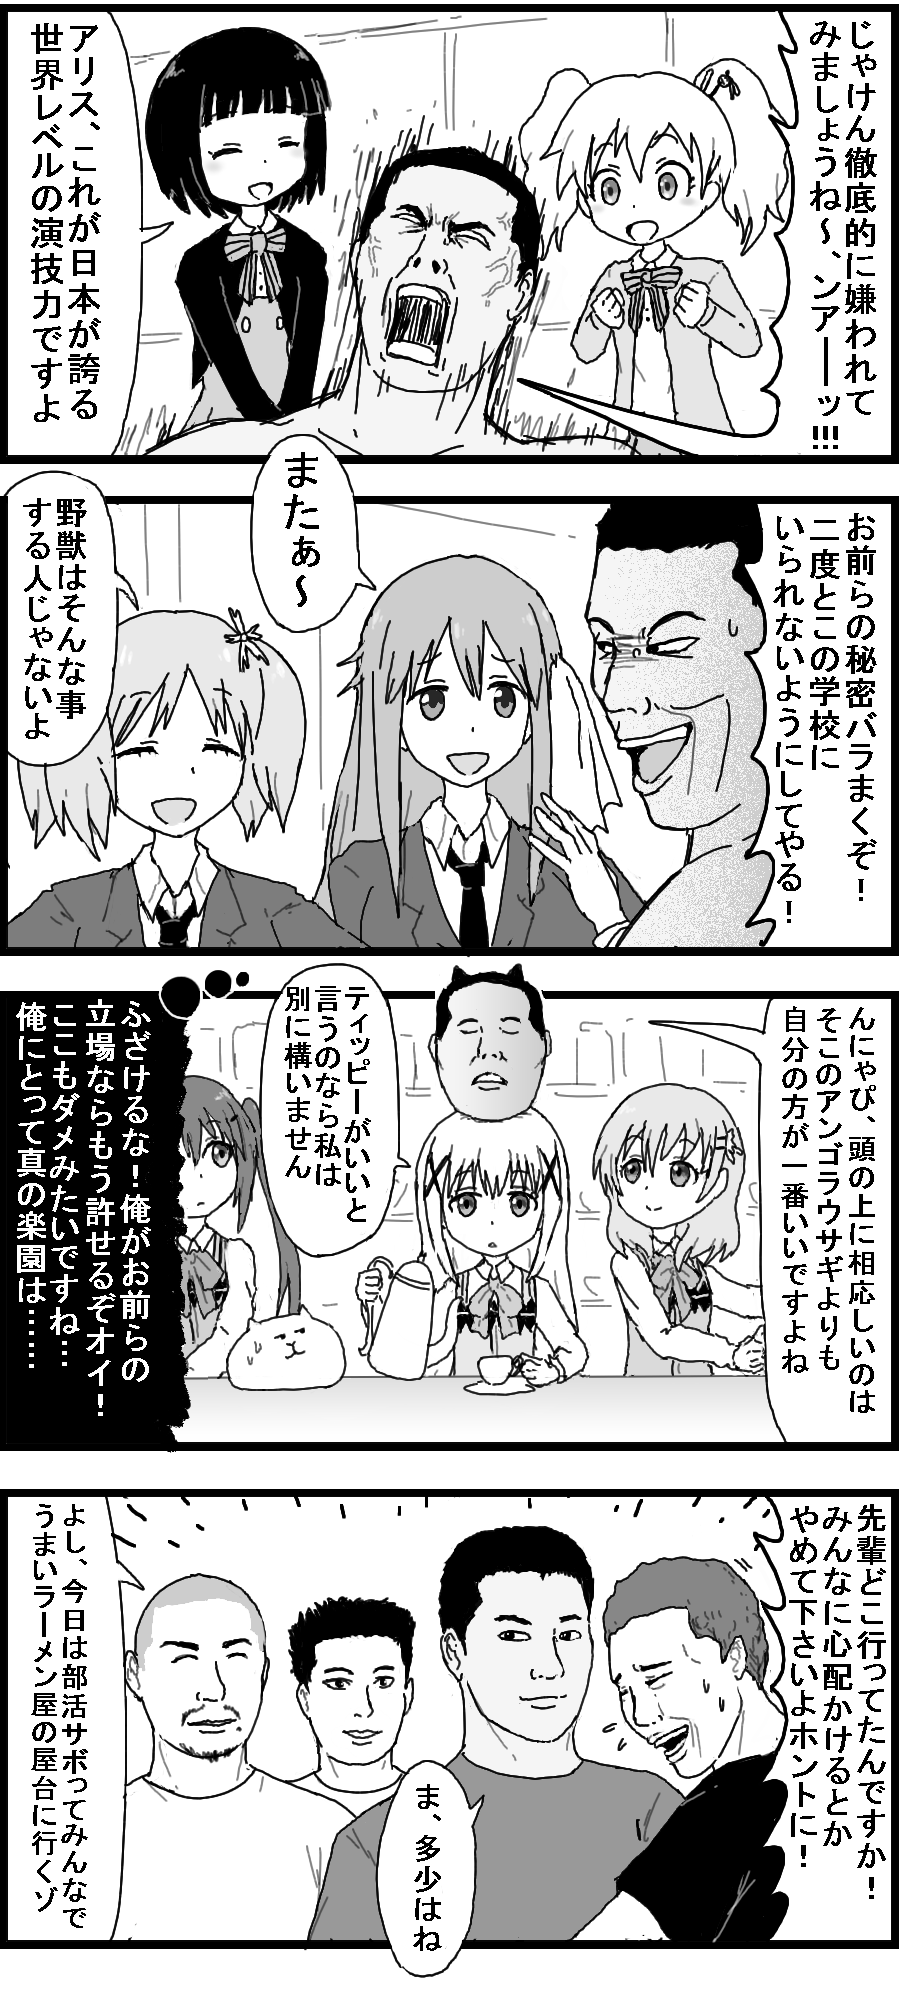 じゃけん徹底的に嫌われて
みましょうね～、ンアーーッ!!!
アリス、これが日本が誇る
世界レベルの演技力ですよ
お前らの秘密バラまくぞ！
二度とこの学校に
いられないようにしてやる！
またぁ～
野獣はそんな事
する人じゃないよ
んにゃぴ、頭の上に相応しいのは
そこのアンゴラウサギよりも
自分の方が一番いいですよね
ティッピーがいいと
言うのなら私は
別に構いません
ふざけるな！俺がお前らの
立場ならもう許せるぞオイ！
ここもダメみたいですね…
俺にとって真の楽園は……
先輩どこ行ってたんですか！
みんなに心配かけるとか
やめて下さいよホントに！
ま、多少はね
よし、今日は部活サボってみんなで
うまいラーメン屋の屋台に行くゾ